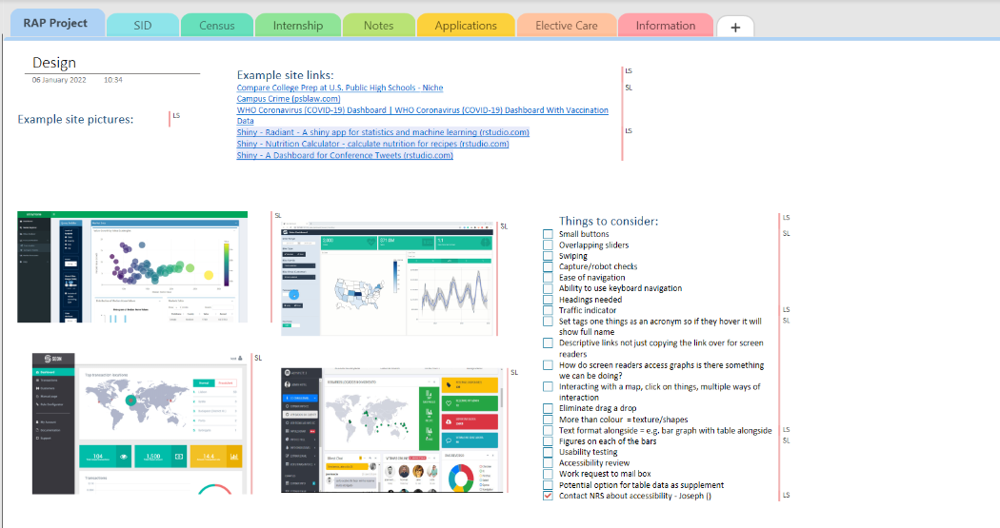 RAP Project
SID
Census
Internship
Notes
Applications
Elective Care
Information
+
Design
06 January 2022 10:34
Example site pictures:
LS
Example site links:
Compare College Prep at U.S. Public High Schools - Niche
Campus Crime (psblaw.com)
WHO Coronavirus (COVID-19) Dashboard | WHO Coronavirus (COVID-19) Dashboard With Vaccination
Data
Shiny - Radiant - A shiny app for statistics and machine learning (rstudio.com)
Shiny - Nutrition Calculator - calculate nutrition for recipes (rstudio.com)
Shiny - A Dashboard for Conference Tweets (rstudio.com)
LS
SL
LS
SL
SL
SL
SL
104
1,500
14.4
Things to consider:
Small buttons
Overlapping sliders
Swiping
Capture/robot checks
Ease of navigation
Ability to use keyboard navigation
Headings needed
Traffic indicator
Set tags one things as an acronym so if they hover it will
show full name
Descriptive links not just copying the link over for screen
readers
How do screen readers access graphs is there something
we can be doing?
Interacting with a map, click on things, multiple ways of
interaction
Eliminate drag a drop
More than colour = texture/shapes
Text format alongside = e.g. bar graph with table alongside
Figures on each of the bars
Usability testing
Accessibility review
Work request to mail box
Potential option for table data as supplement
Contact NRS about accessibility - Joseph ()
LS
SL
LS
SL
LS
SL
LS